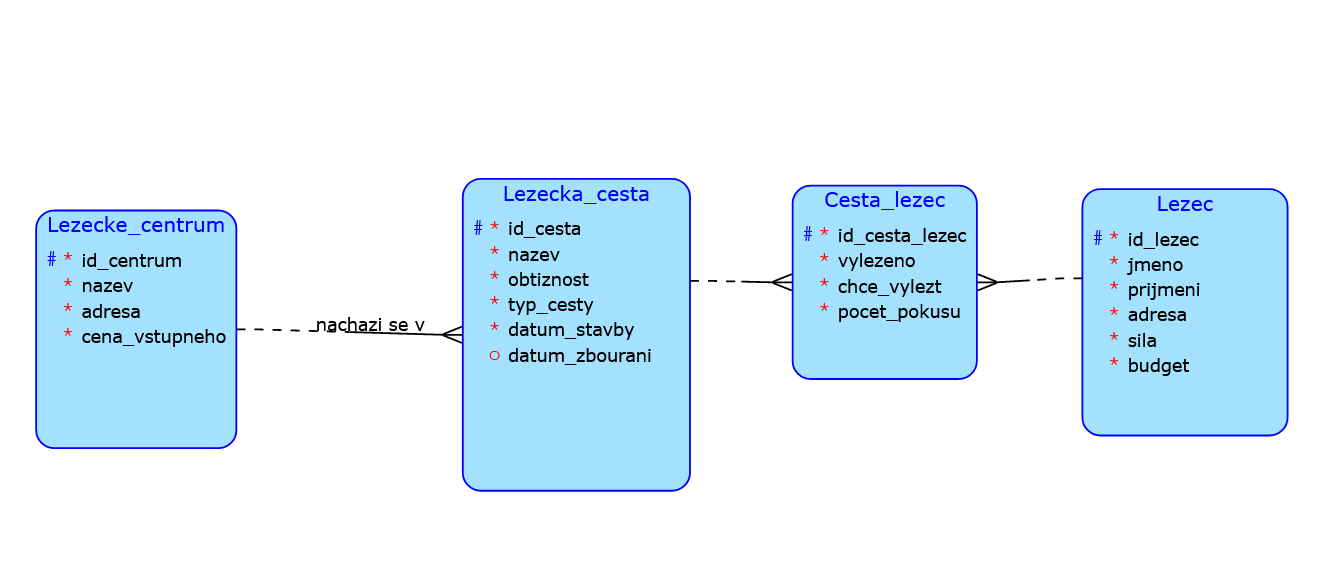 Lezecke_centrum
# * id_centrum
* nazev
* adresa
* cena_vstupneho
nachazi se v
Lezecka_cesta
# * id_cesta
* nazev
* obtiznost
* typ_cesty
* datum_stavby
o datum_zbourani
Cesta_lezec
# * id_cesta_lezec
* vylezeno
* chce_vylezt
* pocet_pokusu
Lezec
# * id_lezec
* jmeno
* prijmeni
* adresa
* sila
* budget